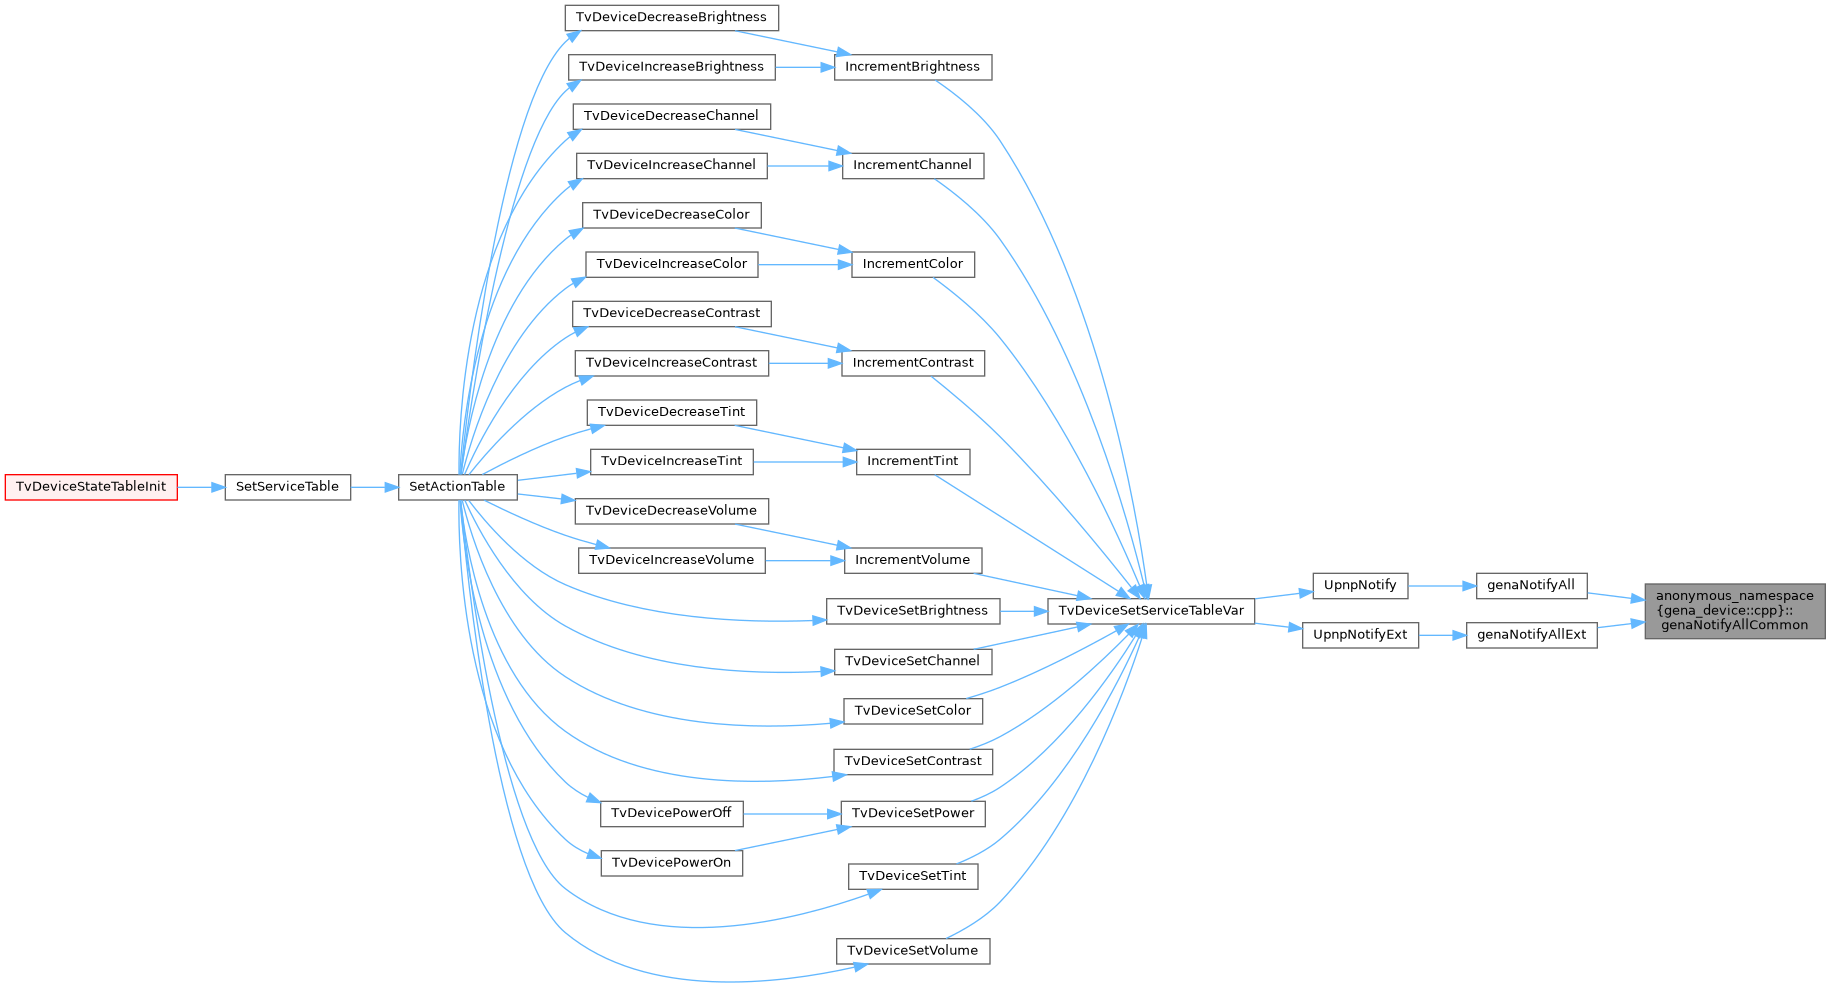 TvDeviceDecreaseBrightness
TvDeviceIncreaseBrightness
IncrementBrightness
TvDeviceDecreaseChannel
TvDeviceIncreaseChannel
IncrementChannel
TvDeviceDecreaseColor
TvDeviceIncreaseColor
IncrementColor
TvDeviceDecreaseContrast
TvDeviceIncreaseContrast
IncrementContrast
TvDeviceDecreaseTint
TvDeviceIncreaseTint
IncrementTint
TvDeviceStateTableInit
SetServiceTable
SetActionTable
TvDeviceDecreaseVolume
TvDeviceIncreaseVolume
IncrementVolume
TvDeviceSetBrightness
TvDeviceSetServiceTableVar
UpnpNotify
genaNotifyAll
anonymous_namespace
{gena_device::cpp}::
genaNotifyAllCommon
UpnpNotifyExt
genaNotifyAllExt
TvDeviceSetChannel
TvDeviceSetColor
TvDeviceSetContrast
TvDevicePowerOff
TvDeviceSetPower
TvDevicePowerOn
TvDeviceSetTint
TvDeviceSetVolume